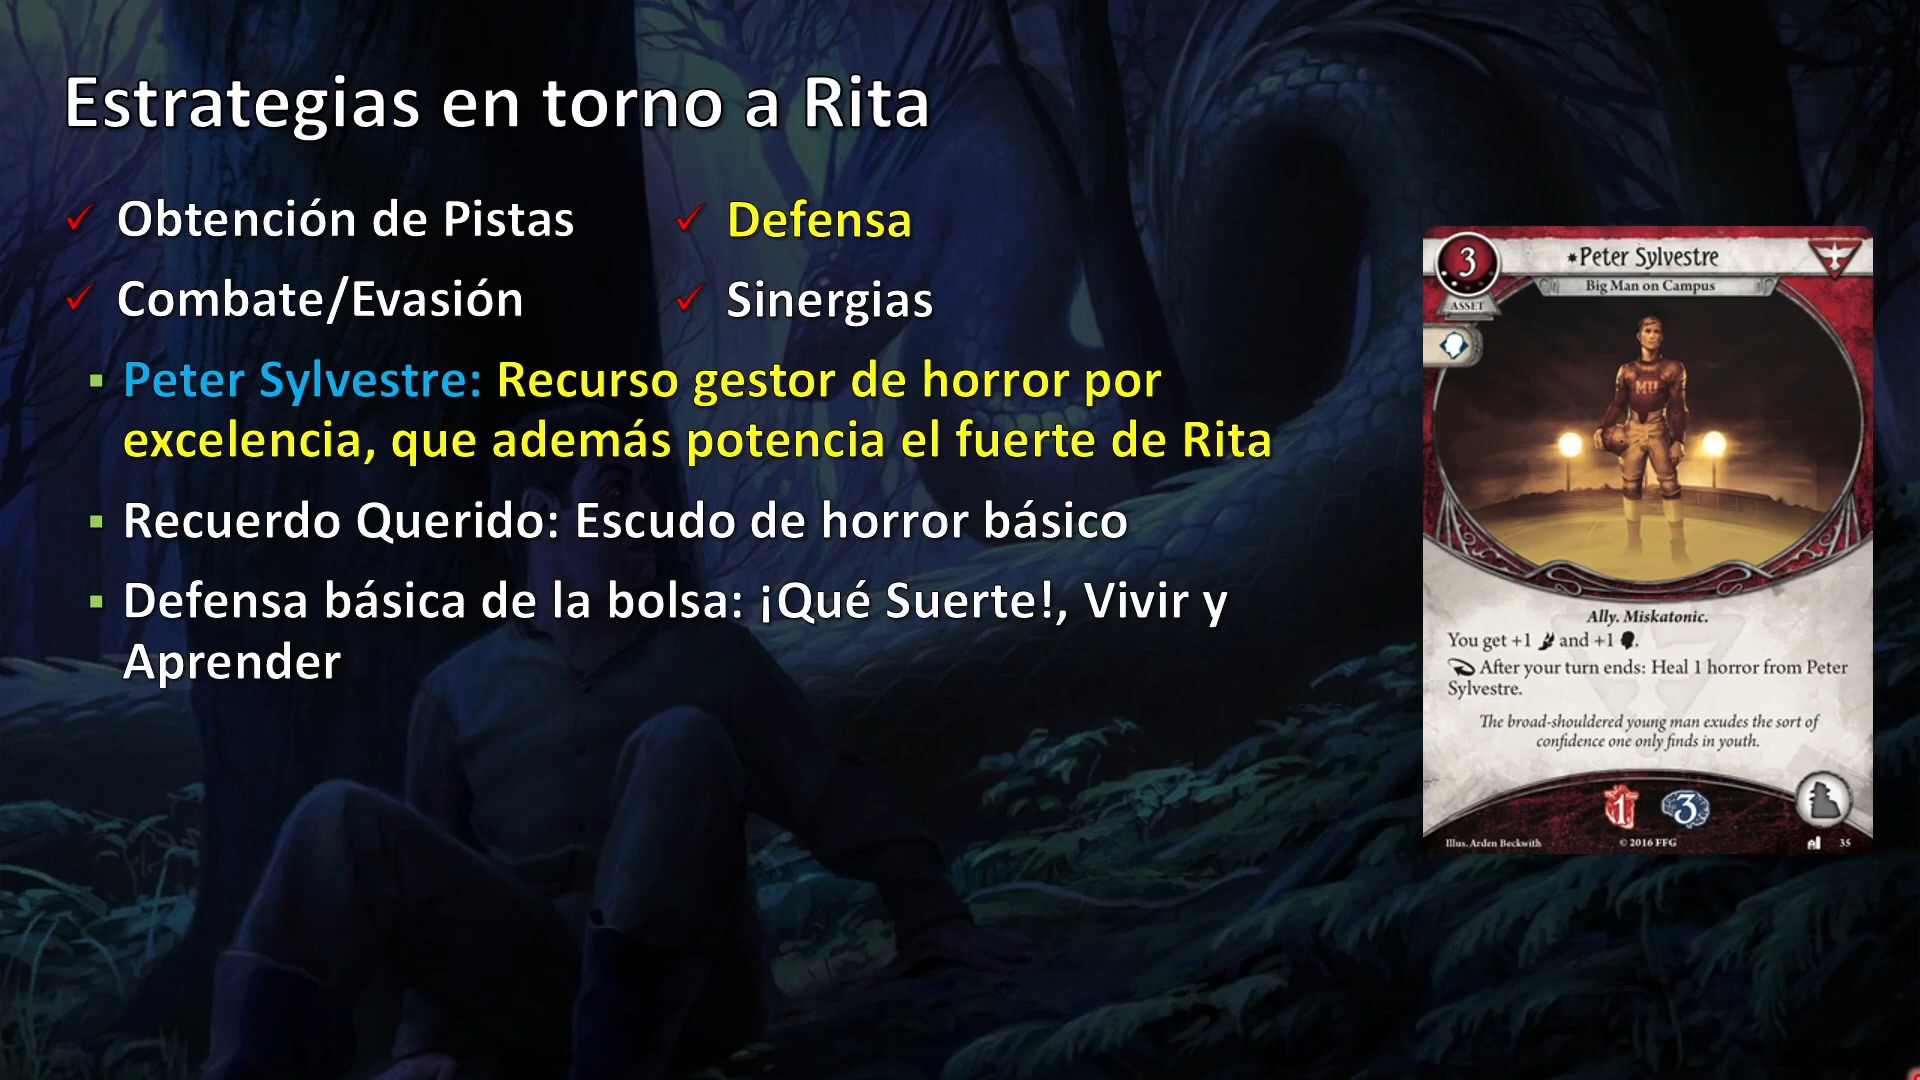 Estrategias en torno a Rita
Obtención de Pistas
Defensa
Combate/Evasión
Sinergias
Peter Sylvestre: Recurso gestor de horror por
excelencia, que además potencia el fuerte de Rita
Recuerdo Querido: Escudo de horror básico
Defensa básica de la bolsa: ¡Qué Suerte!, Vivir y
Aprender
3
Peter Sylvestre
Big Man on Campus
ASSET
MU
Ally. Miskatonic.
You get +1 and +1 .
After your turn ends: Heal 1 horror from Peter
Sylvestre.
The broad-shouldered young man exudes the sort of
confidence one only finds in youth.
1 3
Illus. Arden Beckwith © 2016 FFG 35